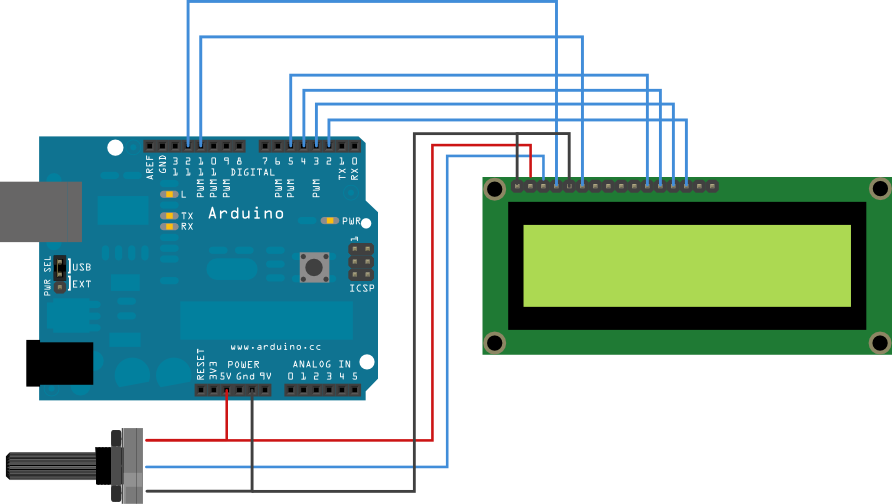 AREF
GND
13
12
11
10
9
8
7
6
5
4
3
2
1
0
PWM
PWM
PWM
PWM
PWM
PWM
TX
RX
DIGITAL
L
TX
RX
Arduino
PWR
1
ICSP
PWR SEL
USB
EXT
www.arduino.cc
POWER
ANALOG IN
RESET
3V3
5V Gnd 9V
0 1 2 3 4 5